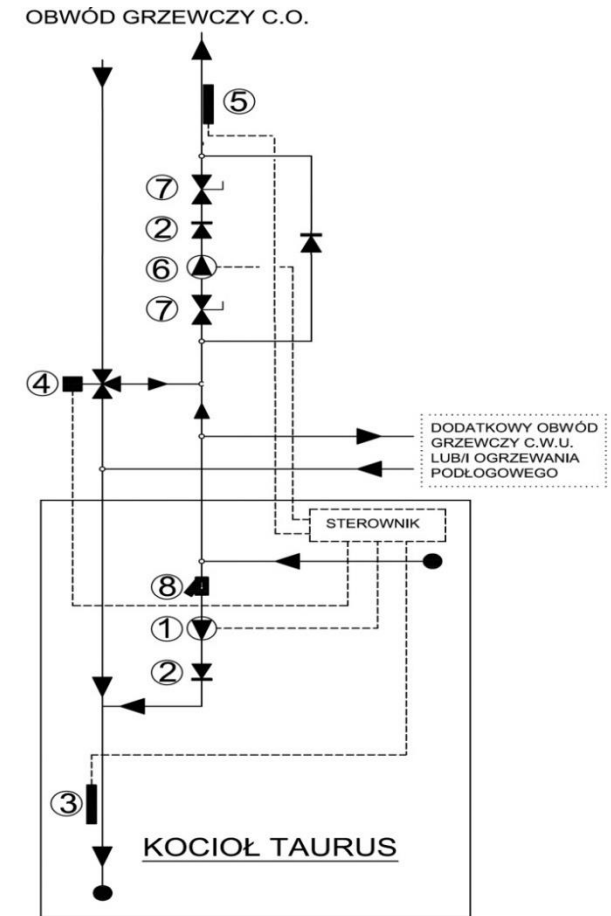 OBWÓD GRZEWCZY C.O.
5
7
2
6
7
4
DODATKOWY OBWÓD
GRZEWCZY C.W.U.
LUB/I OGRZEWANIA
PODŁOGOWEGO
STEROWNIK
8
1
2
3
KOCIOŁ TAURUS